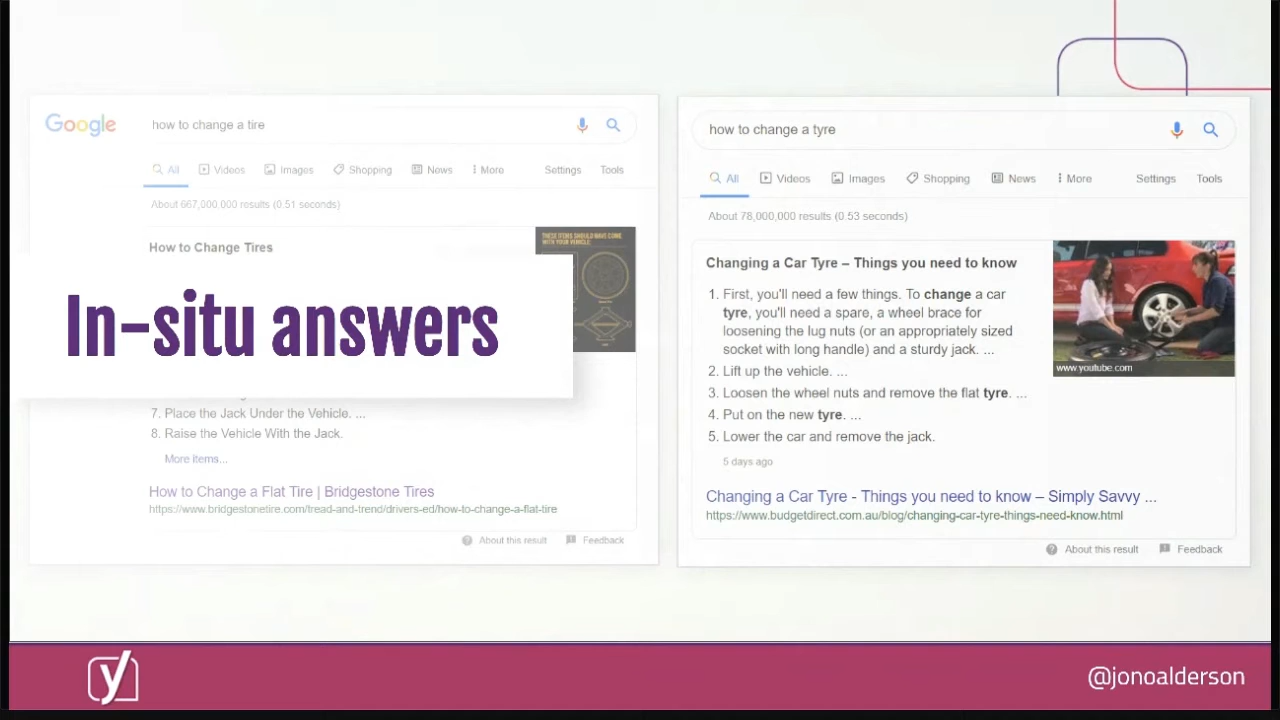 Google
how to change a tire
All Videos Images Shopping News More Settings Tools
About 667,000,000 results (0.51 seconds)
How to Change Tires
THESE ITEMS SHOULD HAVE COME
WITH YOUR VEHICLE:
In-situ answers
7. Place the Jack Under the Vehicle. ...
8. Raise the Vehicle With the Jack.
More items...
How to Change a Flat Tire | Bridgestone Tires
https://www.bridgestonetire.com/tread-and-trend/drivers-ed/how-to-change-a-flat-tire
About this result Feedback
how to change a tyre
All Videos Images Shopping News More Settings Tools
About 78,000,000 results (0.53 seconds)
Changing a Car Tyre – Things you need to know
1. First, you'll need a few things. To change a car
tyre, you'll need a spare, a wheel brace for
loosening the lug nuts (or an appropriately sized
socket with long handle) and a sturdy jack. ...
2. Lift up the vehicle. ...
3. Loosen the wheel nuts and remove the flat tyre. ...
4. Put on the new tyre. ...
5. Lower the car and remove the jack.
5 days ago
www.youtube.com
Changing a Car Tyre - Things you need to know – Simply Savvy ...
https://www.budgetdirect.com.au/blog/changing-car-tyre-things-need-know.html
About this result Feedback
y
@jonoalderson